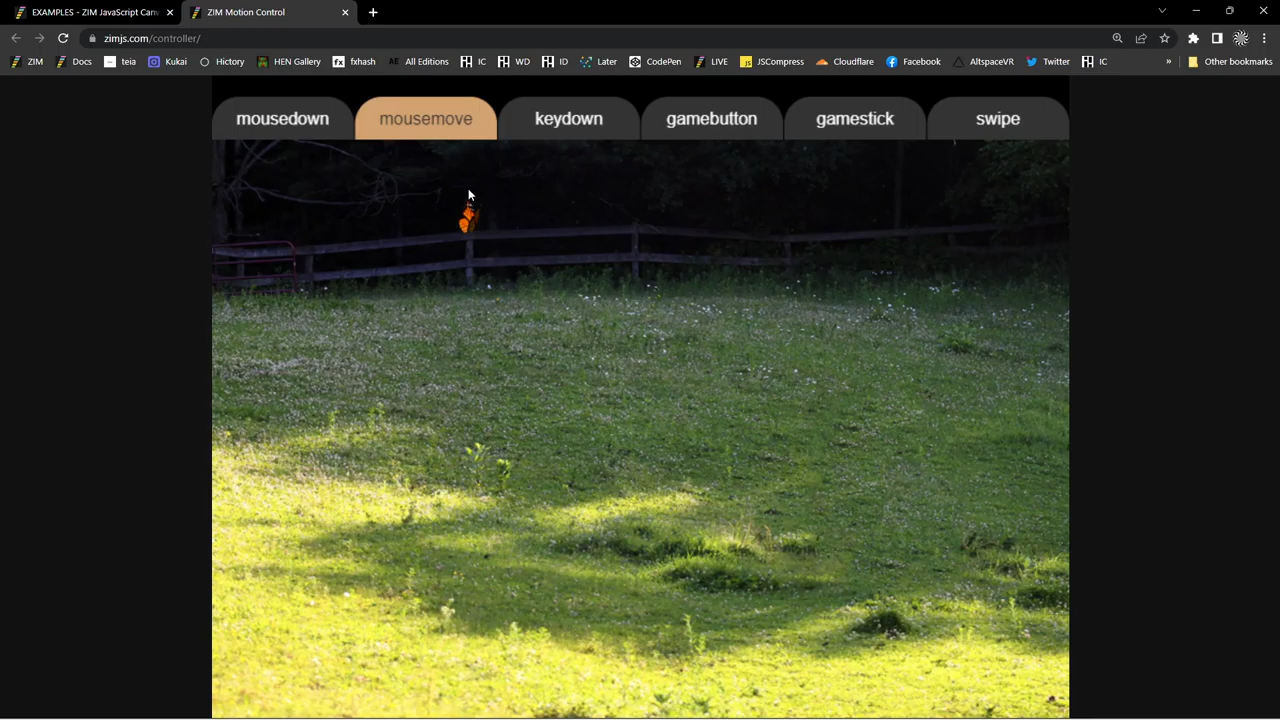 EXAMPLES - ZIM JavaScript Canv
ZIM Motion Control
zimjs.com/controller/
ZIM Docs teia Kukai Hictory HEN Gallery fxhash All Editions IC WD ID Later CodePen LIVE JSCompress Cloudflare Facebook AltspaceVR Twitter IC » Other bookmarks
mousedown mousemove keydown gamebutton gamestick swipe